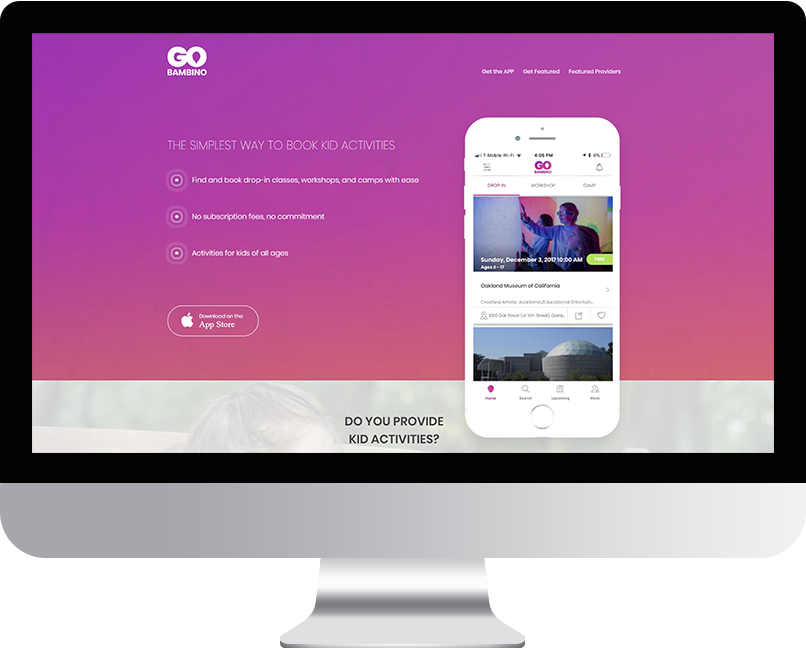 GO
BAMBINO
Get the APP Get Featured Featured Providers
THE SIMPLEST WAY TO BOOK KID ACTIVITIES
Find and book drop-in classes, workshops, and camps with ease
No subscription fees, no commitment
Activities for kids of all ages
Download on the
App Store
T-Mobile Wi-Fi 4:05 PM 6%
GO
BAMBINO
DROP-IN WORKSHOP CAMP
Sunday, December 3, 2017 10:00 AM FREE
Ages 0 - 17
Oakland Museum of California
Creative/Artistic, Academic/Educational, Entertain...
1000 Oak Street (at 10th Street), Oakla...
Home Search Upcoming More
DO YOU PROVIDE
KID ACTIVITIES?